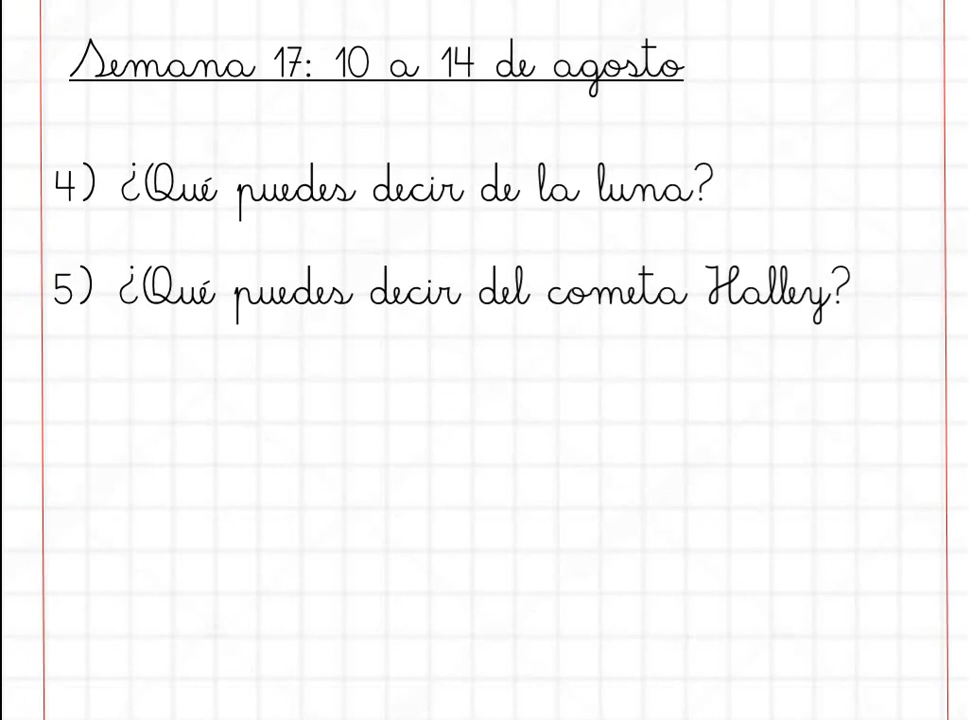 Semana 17: 10 a 14 de agosto
4) ¿Qué puedes decir de la luna?
5) ¿Qué puedes decir del cometa Halley?